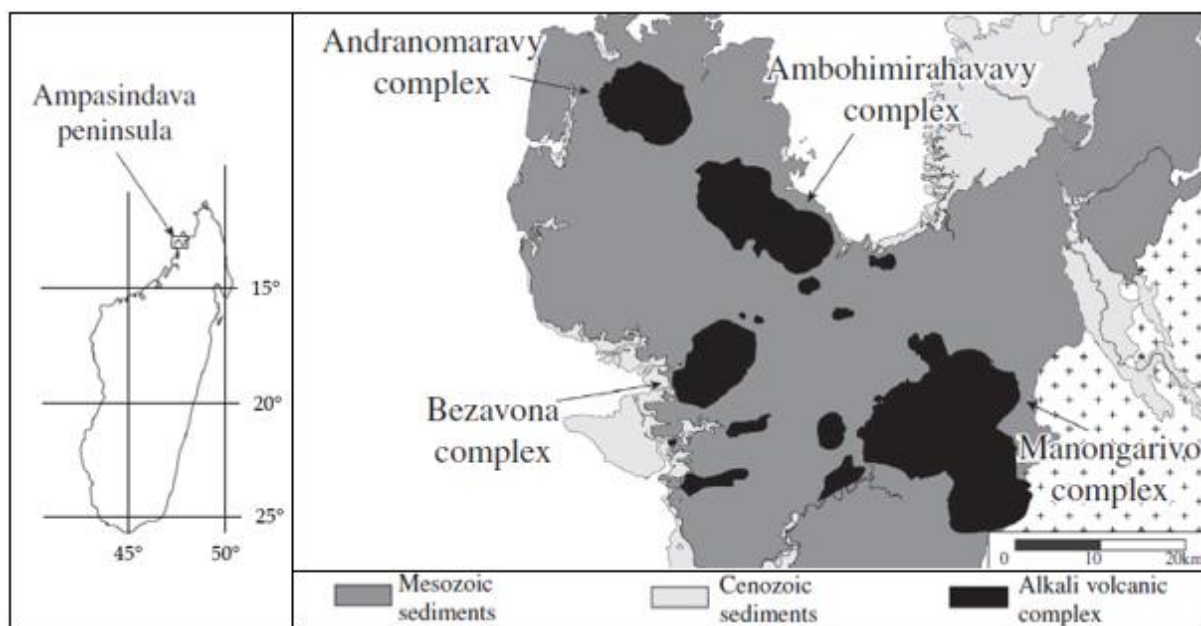 Ampasindava
peninsula
15°
20°
25°
45°
50°
Andranomaravy
complex
Ambohimirahavavy
complex
Bezavona
complex
Manongarivo
complex
0 10 20km
Mesozoic
sediments
Cenozoic
sediments
Alkali volcanic
complex